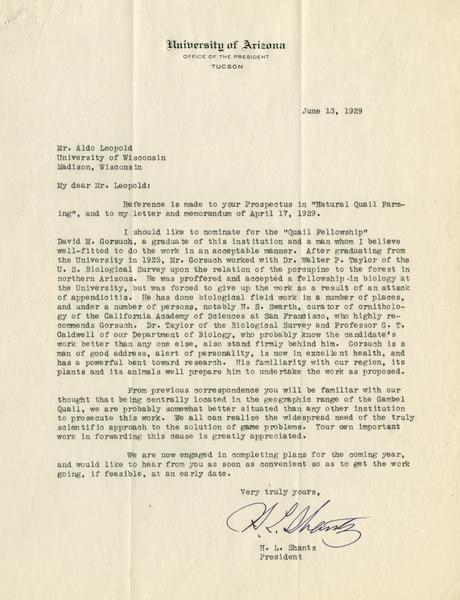 University of Arizona
OFFICE OF THE PRESIDENT
TUCSON
June 13, 1929
Mr. Aldo Leopold
University of Wisconsin
Madison, Wisconsin
My dear Mr. Leopold:
Reference is made to your Prospectus in "Natural Quail Farm-
ing", and to my letter and memorandum of April 17, 1929.
I should like to nominate for the "Quail Fellowship"
David M. Gorsuch, a graduate of this institution and a man whom I believe
well-fitted to do the work in an acceptable manner. After graduating from
the University in 1925, Mr. Gorsuch worked with Dr. Walter P. Taylor of the
U. S. Biological Survey upon the relation of the porcupine to the forest in
northern Arizona. He was proffered and accepted a fellowship in biology at
the University, but was forced to give up the work as a result of an attack
of appendicitis. He has done biological field work in a number of places,
and under a number of persons, notably H. S. Swarth, curator of ornitholo-
gy of the California Academy of Sciences at San Francisco, who highly re-
commends Gorsuch. Dr. Taylor of the Biological Survey and Professor G. T.
Caldwell of our Department of Biology, who probably know the candidate's
work better than any one else, also stand firmly behind him. Gorsuch is a
man of good address, alert of personality, is now in excellent health, and
has a powerful bent toward research. His familiarity with our region, its
plants and its animals well prepare him to undertake the work as proposed.
From previous correspondence you will be familiar with our
thought that being centrally located in the geographic range of the Gambel
Quail, we are probably somewhat better situated than any other institution
to prosecute this work. We all can realize the widespread need of the truly
scientific approach to the solution of game problems. Your own important
work in forwarding this cause is greatly appreciated.
We are now engaged in completing plans for the coming year,
and would like to hear from you as soon as convenient so as to get the work
going, if feasible, at an early date.
Very truly yours,
H L Shantz
H. L. Shantz
President